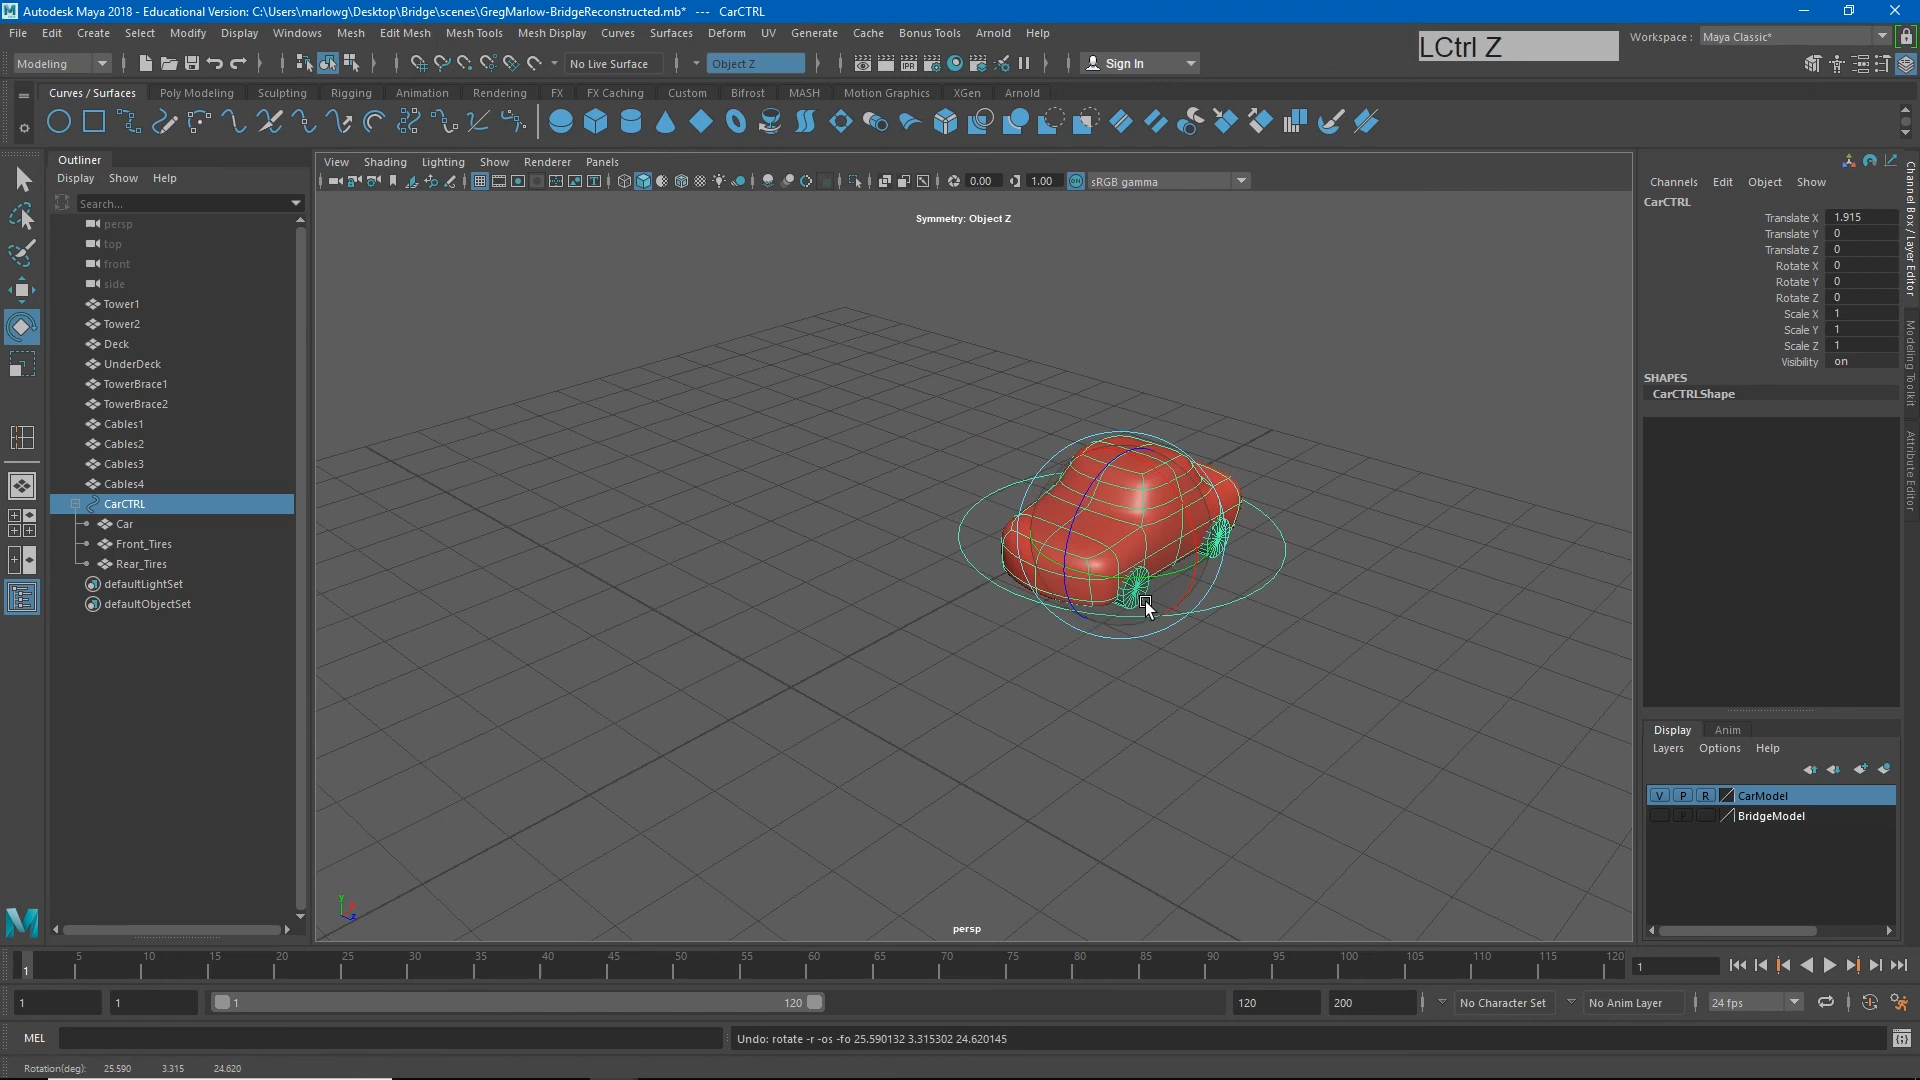 Autodesk Maya 2018 - Educational Version: C:\Users\marlowg\Desktop\Bridge\scenes\GregMarlow-BridgeReconstructed.mb* --- CarCTRL
File Edit Create Select Modify Display Windows Mesh Edit Mesh Mesh Tools Mesh Display Curves Surfaces Deform UV Generate Cache Bonus Tools Arnold Help
LCtrl Z
Workspace : Maya Classic*
Modeling
No Live Surface
Object Z
Sign In
Curves / Surfaces Poly Modeling Sculpting Rigging Animation Rendering FX FX Caching Custom Bifrost MASH Motion Graphics XGen Arnold
Outliner
Display Show Help
Search...
persp
top
front
side
Tower1
Tower2
Deck
UnderDeck
TowerBrace1
TowerBrace2
Cables1
Cables2
Cables3
Cables4
CarCTRL
Car
Front_Tires
Rear_Tires
defaultLightSet
defaultObjectSet
View Shading Lighting Show Renderer Panels
0.00 1.00 sRGB gamma
Symmetry: Object Z
persp
Channels Edit Object Show
CarCTRL
Translate X 1.915
Translate Y 0
Translate Z 0
Rotate X 0
Rotate Y 0
Rotate Z 0
Scale X 1
Scale Y 1
Scale Z 1
Visibility on
SHAPES
CarCTRLShape
Channel Box / Layer Editor
Modeling Toolkit
Attribute Editor
Display Anim
Layers Options Help
V P R CarModel
P BridgeModel
1 5 10 15 20 25 30 35 40 45 50 55 60 65 70 75 80 85 90 95 100 105 110 115 120 1
1 1 1 120 120 200 No Character Set No Anim Layer 24 fps
MEL Undo: rotate -r -os -fo 25.590132 3.315302 24.620145
Rotation(deg): 25.590 3.315 24.620